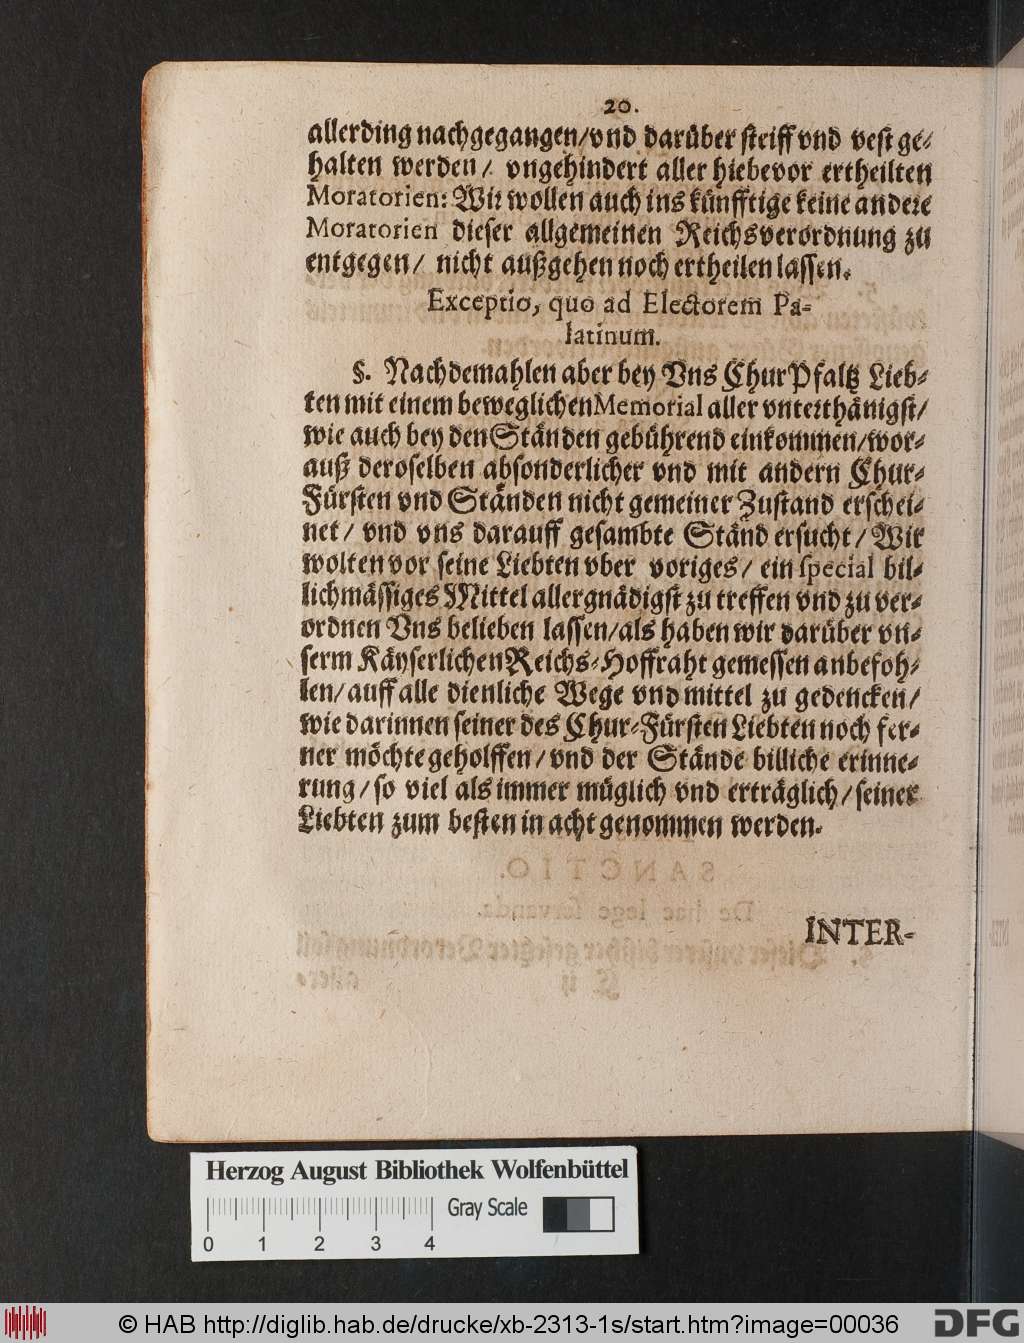 20.
allerding nachgegangen/vnd darüber steiff vnd vest ge-
halten werden/ vngehindert aller hiebevor ertheilten
Moratorien: Wir wollen auch ins künfftige keine andere
Moratorien dieser allgemeinen Reichsverordnung zu
entgegen/ nicht außgehen noch ertheilen lassen.
Exceptio, quo ad Electorem Pa-
latinum.
§. Nachdemahlen aber bey Vns ChurPfaltz Lieb-
ten mit einem beweglichen Memorial aller vnterthänigst/
wie auch bey den Ständen gebührend einkommen/wor-
auß deroselben absonderlicher vnd mit andern Chur-
Fürsten vnd Ständen nicht gemeiner Zustand erschei-
net/ vnd vns darauff gesambte Ständ ersucht/ Wir
wolten vor seine Liebten vber voriges/ ein special bil-
lichmässiges Mittel allergnädigst zu treffen vnd zu ver-
ordnen Vns belieben lassen/als haben wir darüber vn-
serm Käyserlichen Reichs-Hoffraht gemessen anbefoh-
len/ auff alle dienliche Wege vnd mittel zu gedencken/
wie darinnen seiner des Chur-Fürsten Liebten noch fer-
ner möchte geholffen/vnd der Stände billiche erinne-
rung/so viel als immer müglich vnd erträglich/seiner
Liebten zum besten in acht genommen werden.
INTER-
Herzog August Bibliothek Wolfenbüttel
Gray Scale
0 1 2 3 4
© HAB http://diglib.hab.de/drucke/xb-2313-1s/start.htm?image=00036
DFG